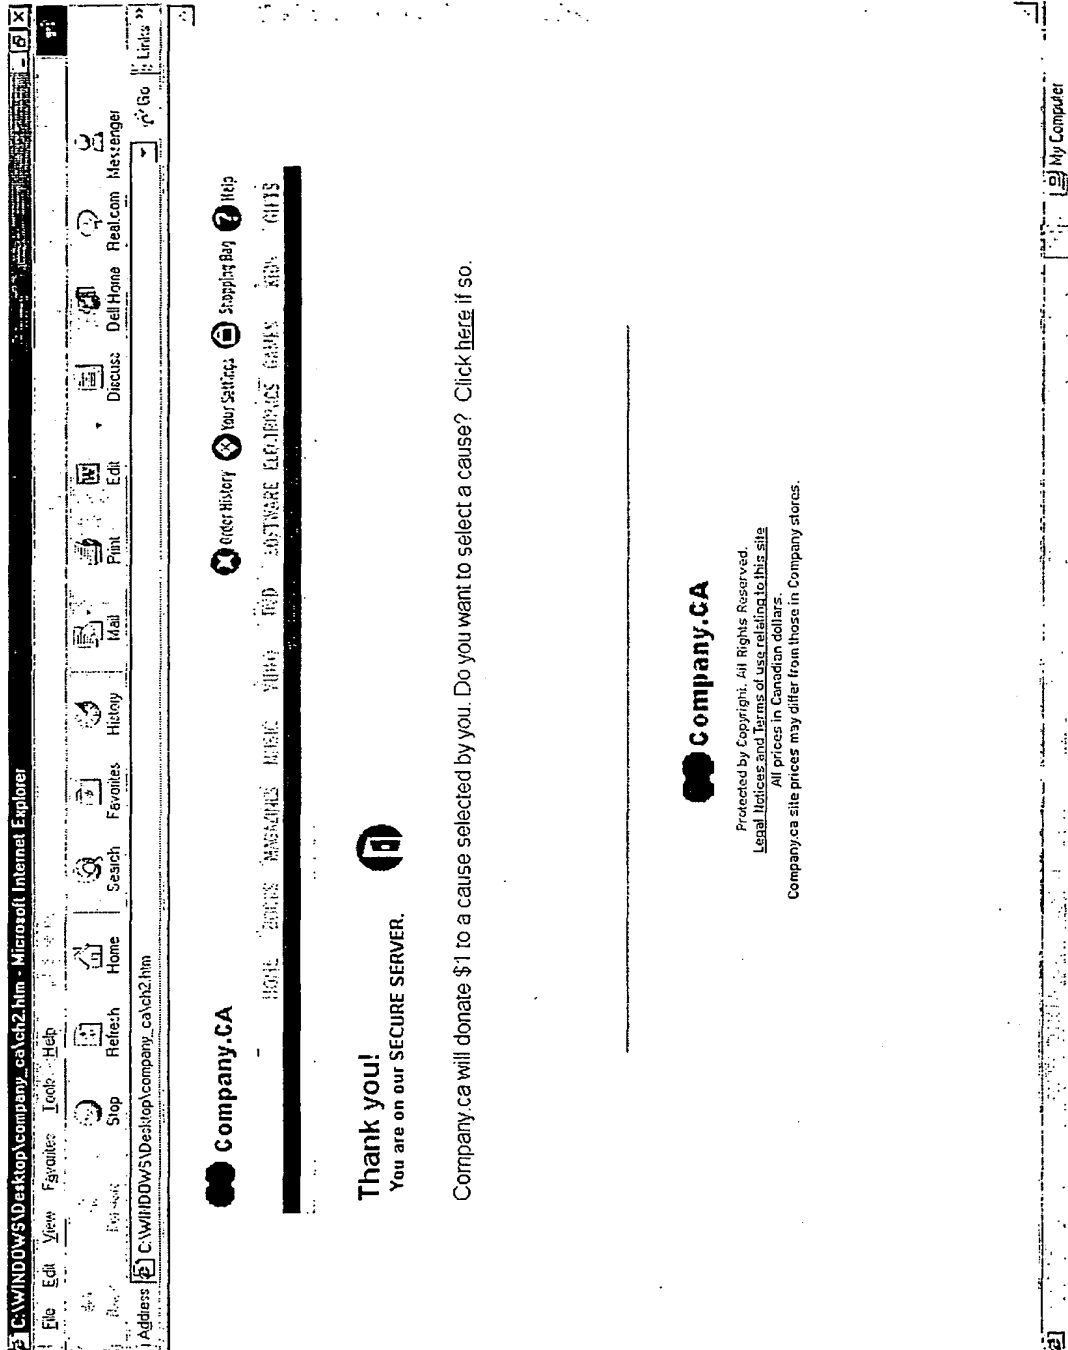 C:\WINDOWS\Desktop\company_ca\ch2.htm - Microsoft Internet Explorer
File Edit View Favorites Tools Help
Stop Refresh Home Search Favorites History Mail Print Edit Discuss Dell Home Real.com Messenger
Address C:\WINDOWS\Desktop\company_ca\ch2.htm Go Links »
Company.CA
Order History Your Settings Shopping Bag ? Help
HOME BOOKS MAGAZINES MUSIC VIDEO DVD SOFTWARE ELECTRONICS GAMES KIDS GIFTS
Thank you!
You are on our SECURE SERVER.
Company.ca will donate $1 to a cause selected by you. Do you want to select a cause? Click here if so.
Company.CA
Protected by Copyright. All Rights Reserved.
Legal Notices and Terms of use relating to this site
All prices in Canadian dollars.
Company.ca site prices may differ from those in Company stores.
My Computer